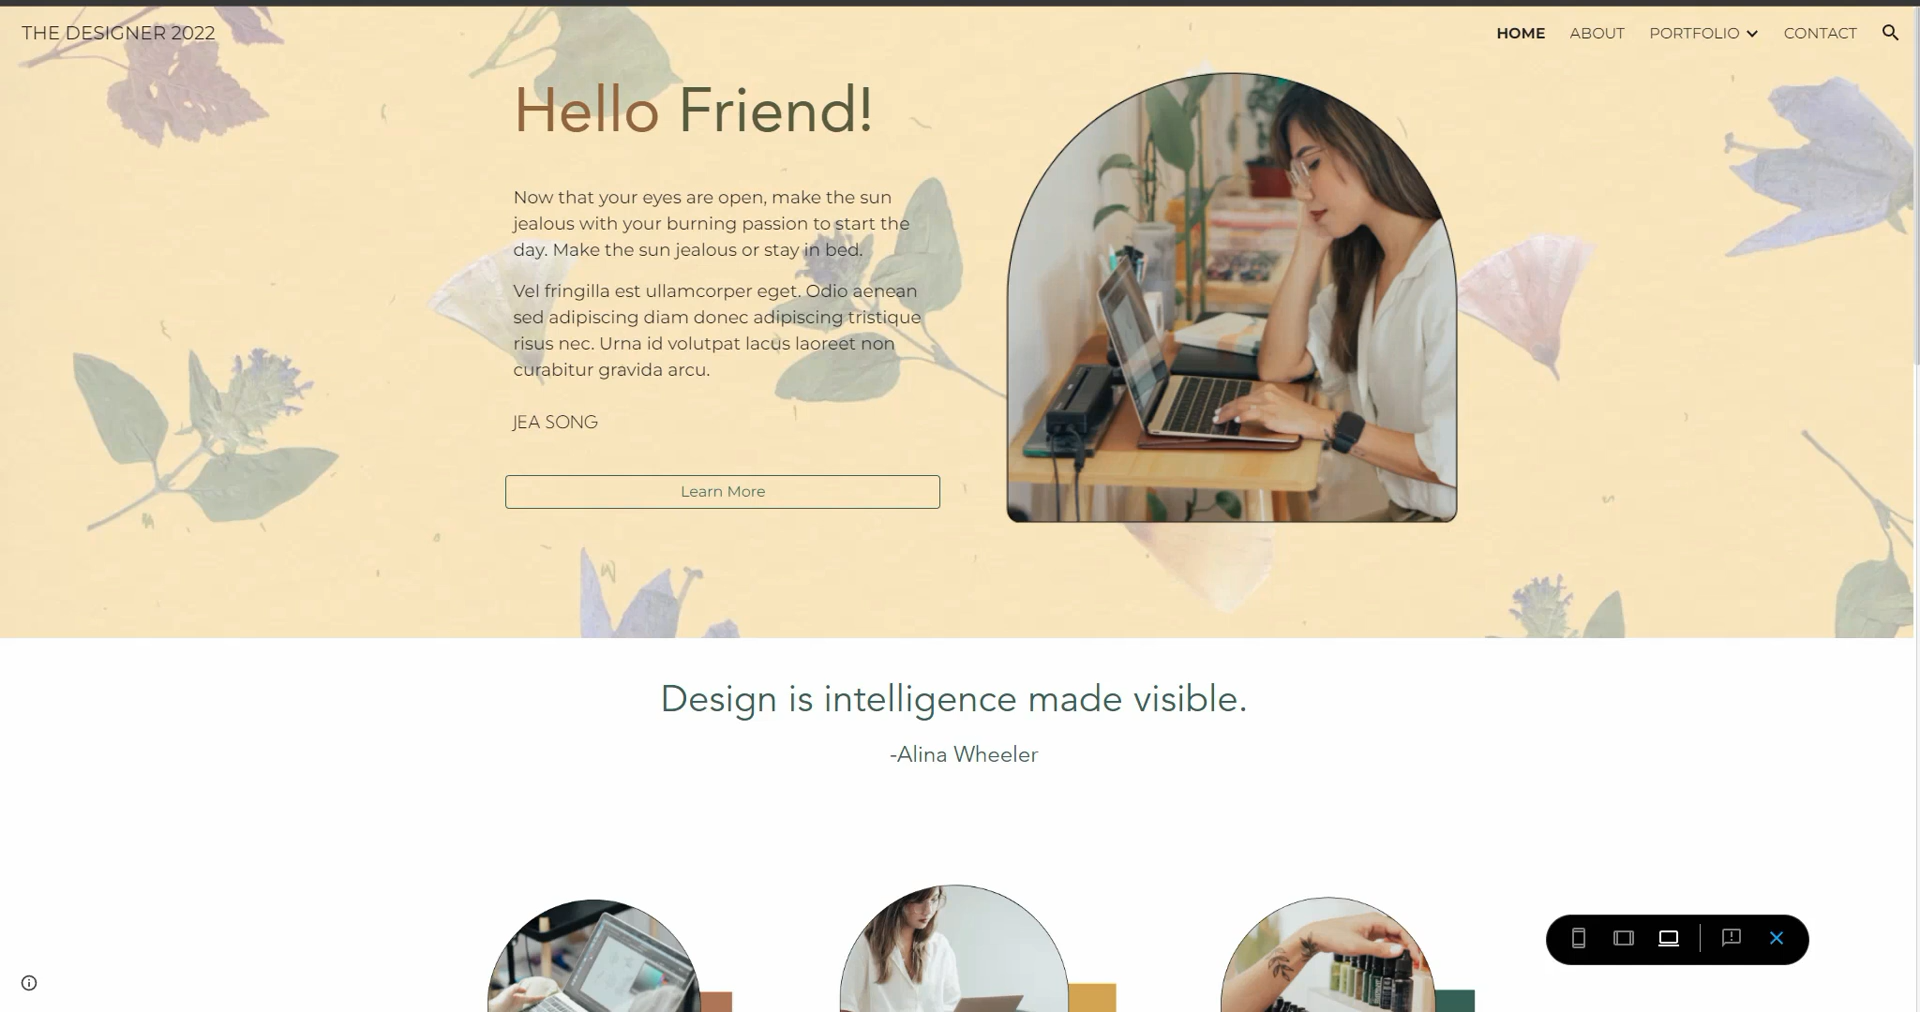 THE DESIGNER 2022
HOME ABOUT PORTFOLIO CONTACT
Hello Friend!
Now that your eyes are open, make the sun
jealous with your burning passion to start the
day. Make the sun jealous or stay in bed.
Vel fringilla est ullamcorper eget. Odio aenean
sed adipiscing diam donec adipiscing tristique
risus nec. Urna id volutpat lacus laoreet non
curabitur gravida arcu.
JEA SONG
Learn More
Design is intelligence made visible.
-Alina Wheeler